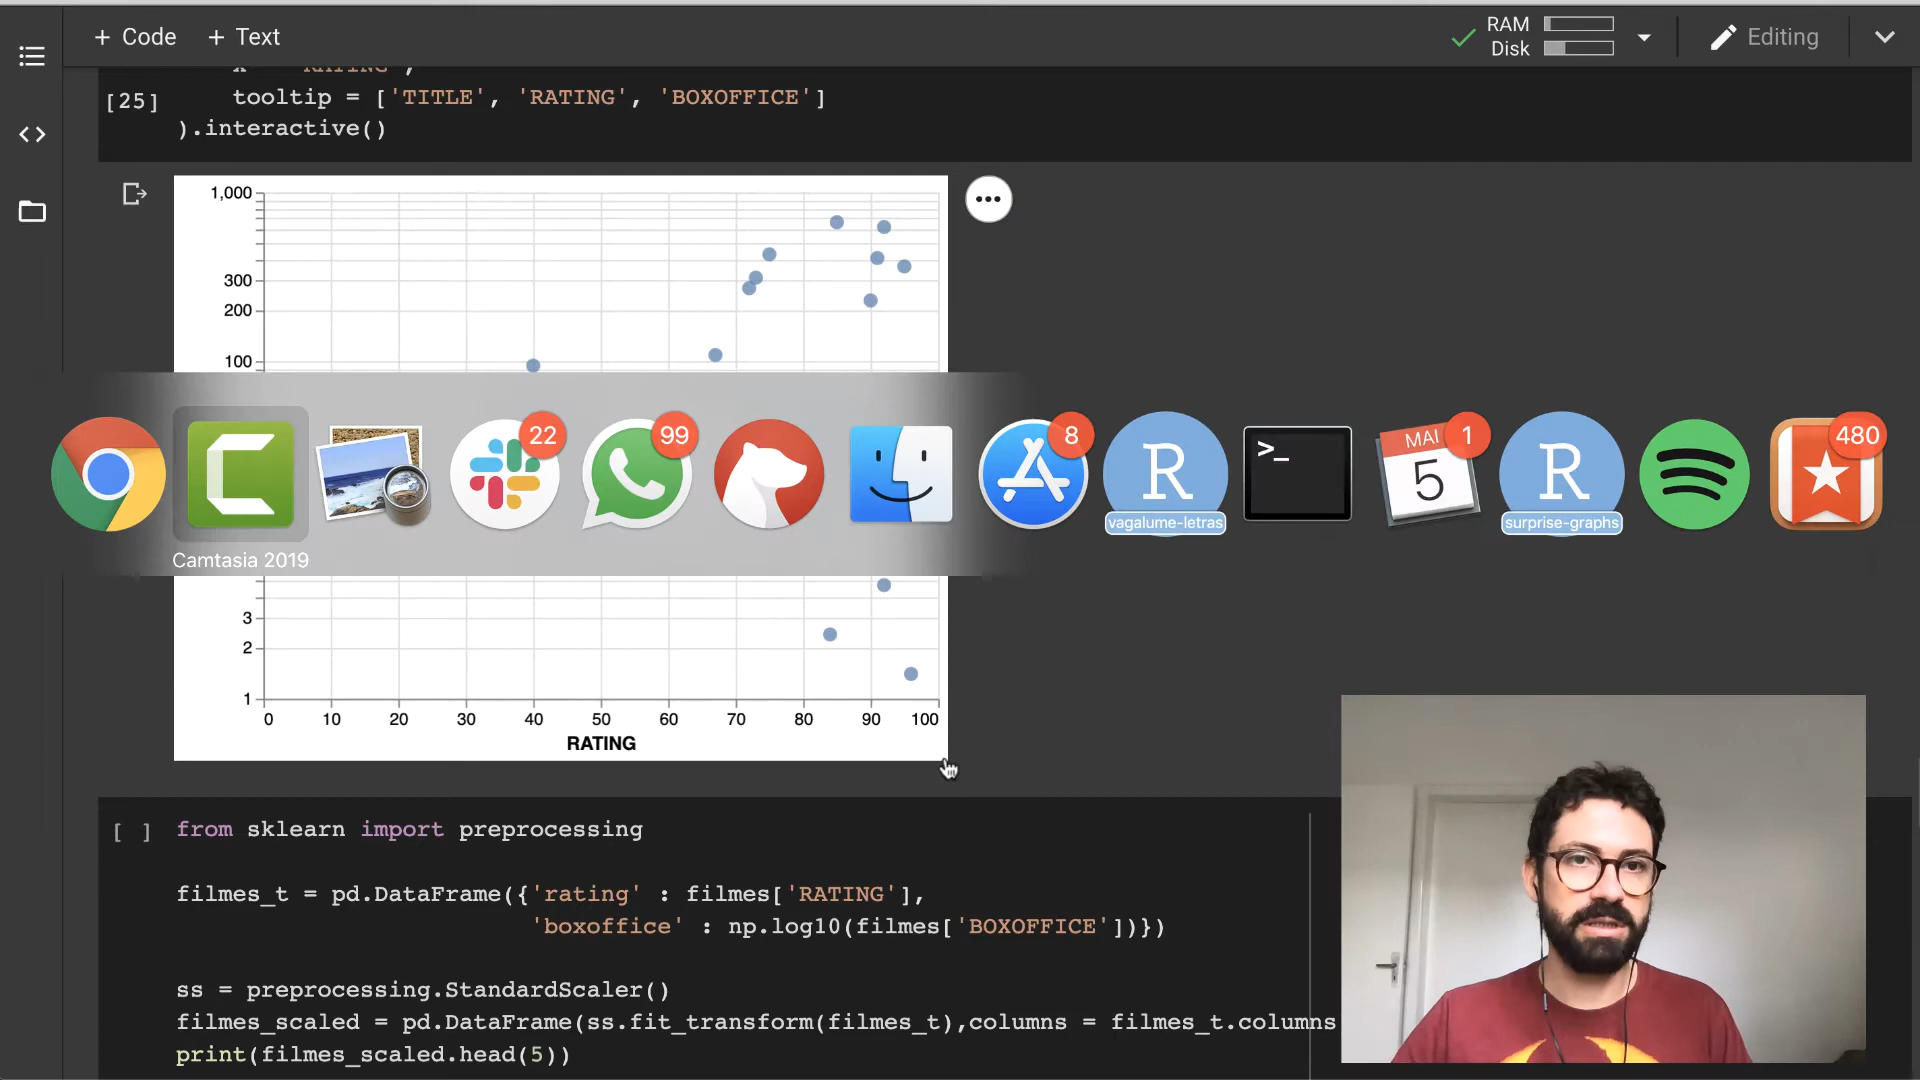 + Code + Text
RAM
Disk
Editing
[25]
tooltip = ['TITLE', 'RATING', 'BOXOFFICE']
).interactive()
1,000
300
200
100
22
99
8
R
vagalume-letras
>_
MAI
5
1
R
surprise-graphs
480
Camtasia 2019
3
2
1
0 10 20 30 40 50 60 70 80 90 100
RATING
[ ] from sklearn import preprocessing
filmes_t = pd.DataFrame({'rating' : filmes['RATING'],
'boxoffice' : np.log10(filmes['BOXOFFICE'])})
ss = preprocessing.StandardScaler()
filmes_scaled = pd.DataFrame(ss.fit_transform(filmes_t),columns = filmes_t.columns
print(filmes_scaled.head(5))